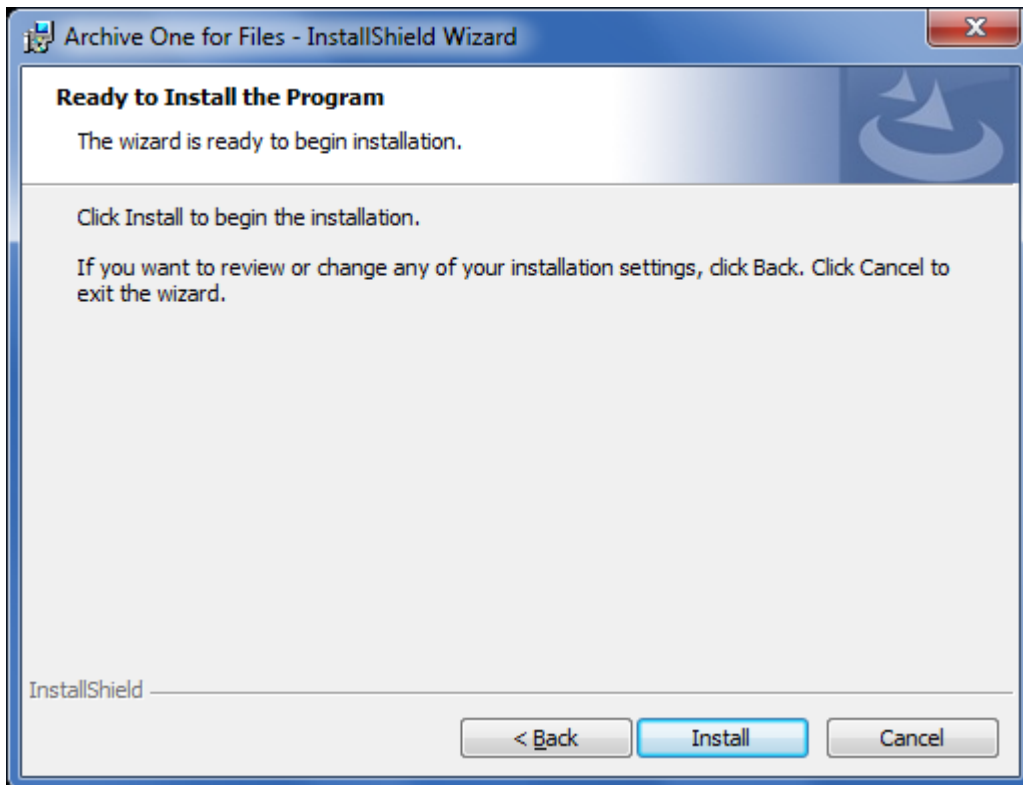 Archive One for Files - InstallShield Wizard
Ready to Install the Program
The wizard is ready to begin installation.
Click Install to begin the installation.
If you want to review or change any of your installation settings, click Back. Click Cancel to
exit the wizard.
InstallShield
< Back
Install
Cancel